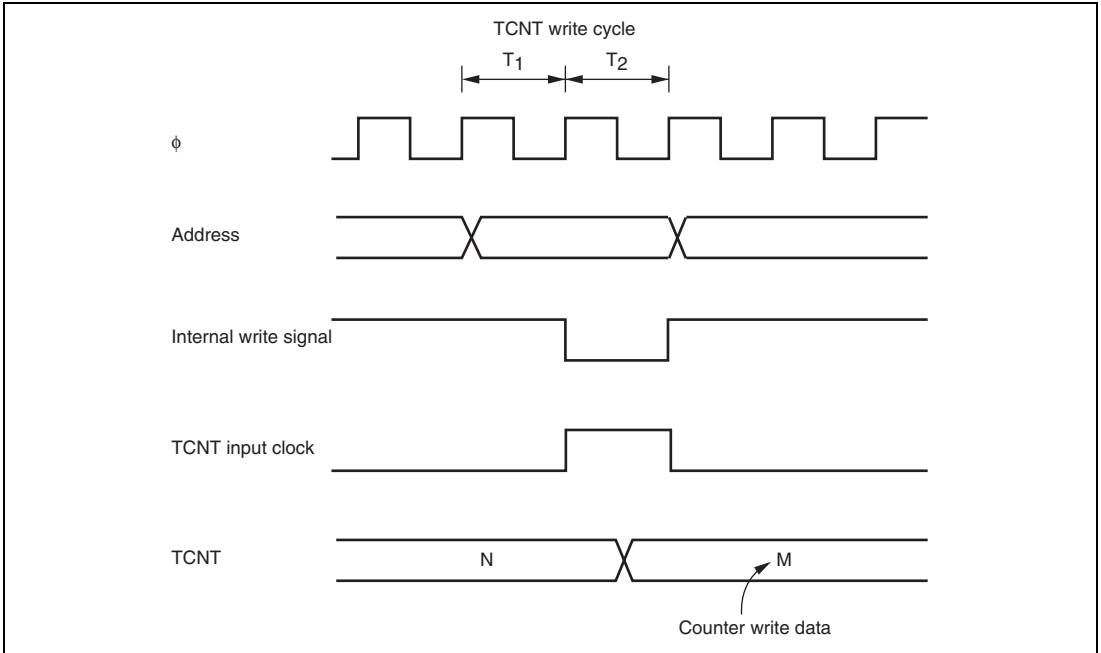 TCNT write cycle
T1 T2
ϕ
Address
Internal write signal
TCNT input clock
TCNT N M
Counter write data